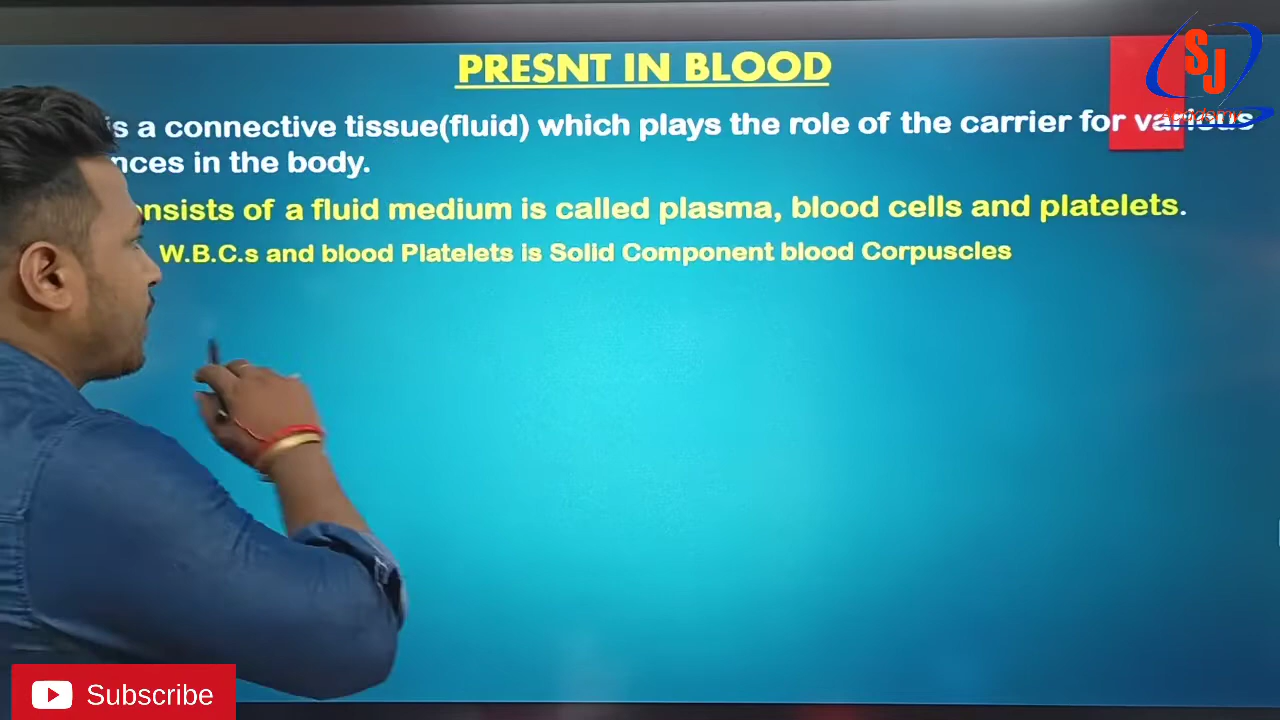 PRESNT IN BLOOD
is a connective tissue(fluid) which plays the role of the carrier for various
in the body.
of a fluid medium is called plasma, blood cells and platelets.
W.B.C.s and blood Platelets is Solid Component blood Corpuscles
SJ
Academy
Subscribe